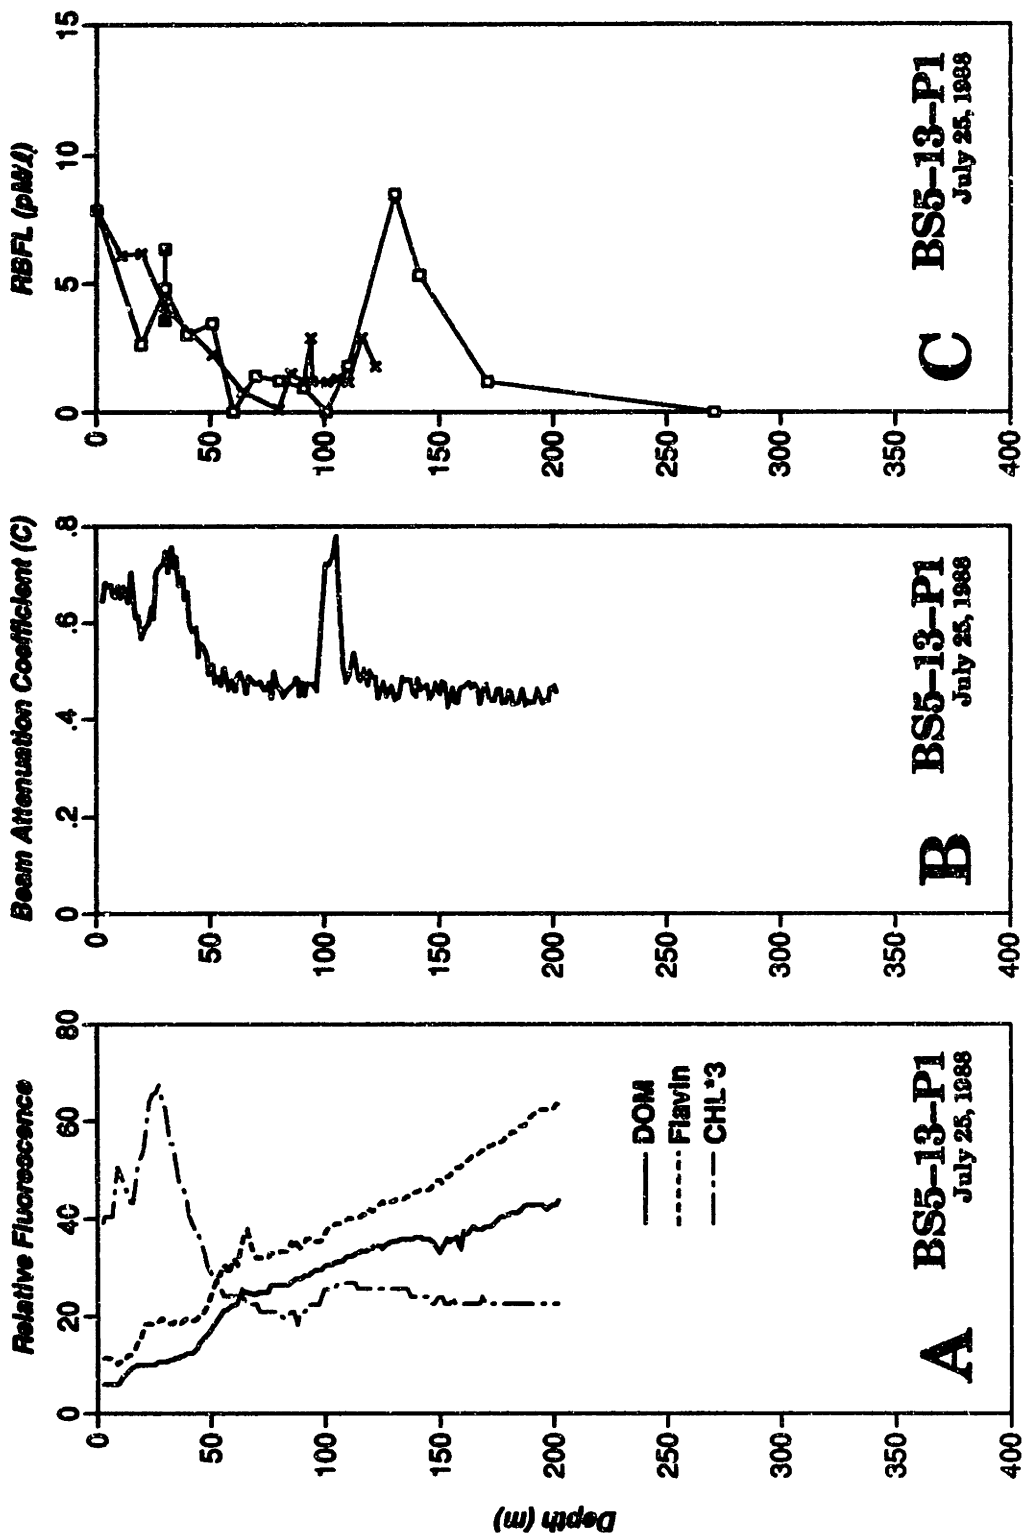 Relative Fluorescence
0 20 40 60 80
0
50
100
150
200
250
300
350
400
Depth (m)
DOM
Flavin
CHL*3
A BS5-13-P1
July 25, 1988
Beam Attenuation Coefficient (C)
0 .2 .4 .6 .8
0
50
100
150
200
250
300
350
400
B BS5-13-P1
July 25, 1988
RBFL (pM/ℓ)
0 5 10 15
0
50
100
150
200
250
300
350
400
C BS5-13-P1
July 25, 1988